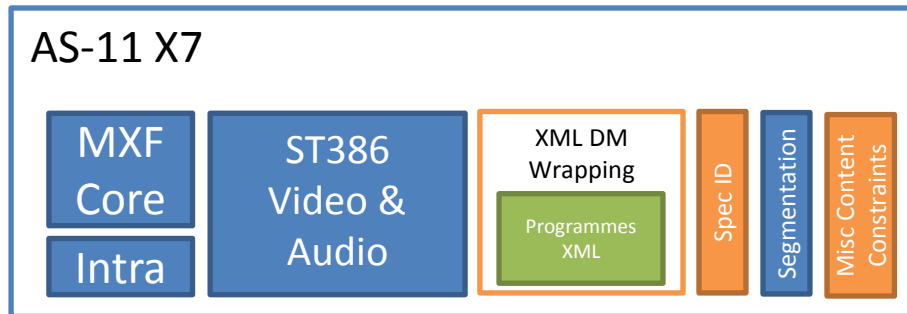 AS-11 X7
MXF
Core
Intra
ST386
Video &
Audio
XML DM
Wrapping
Programmes
XML
Spec ID
Segmentation
Misc Content
Constraints